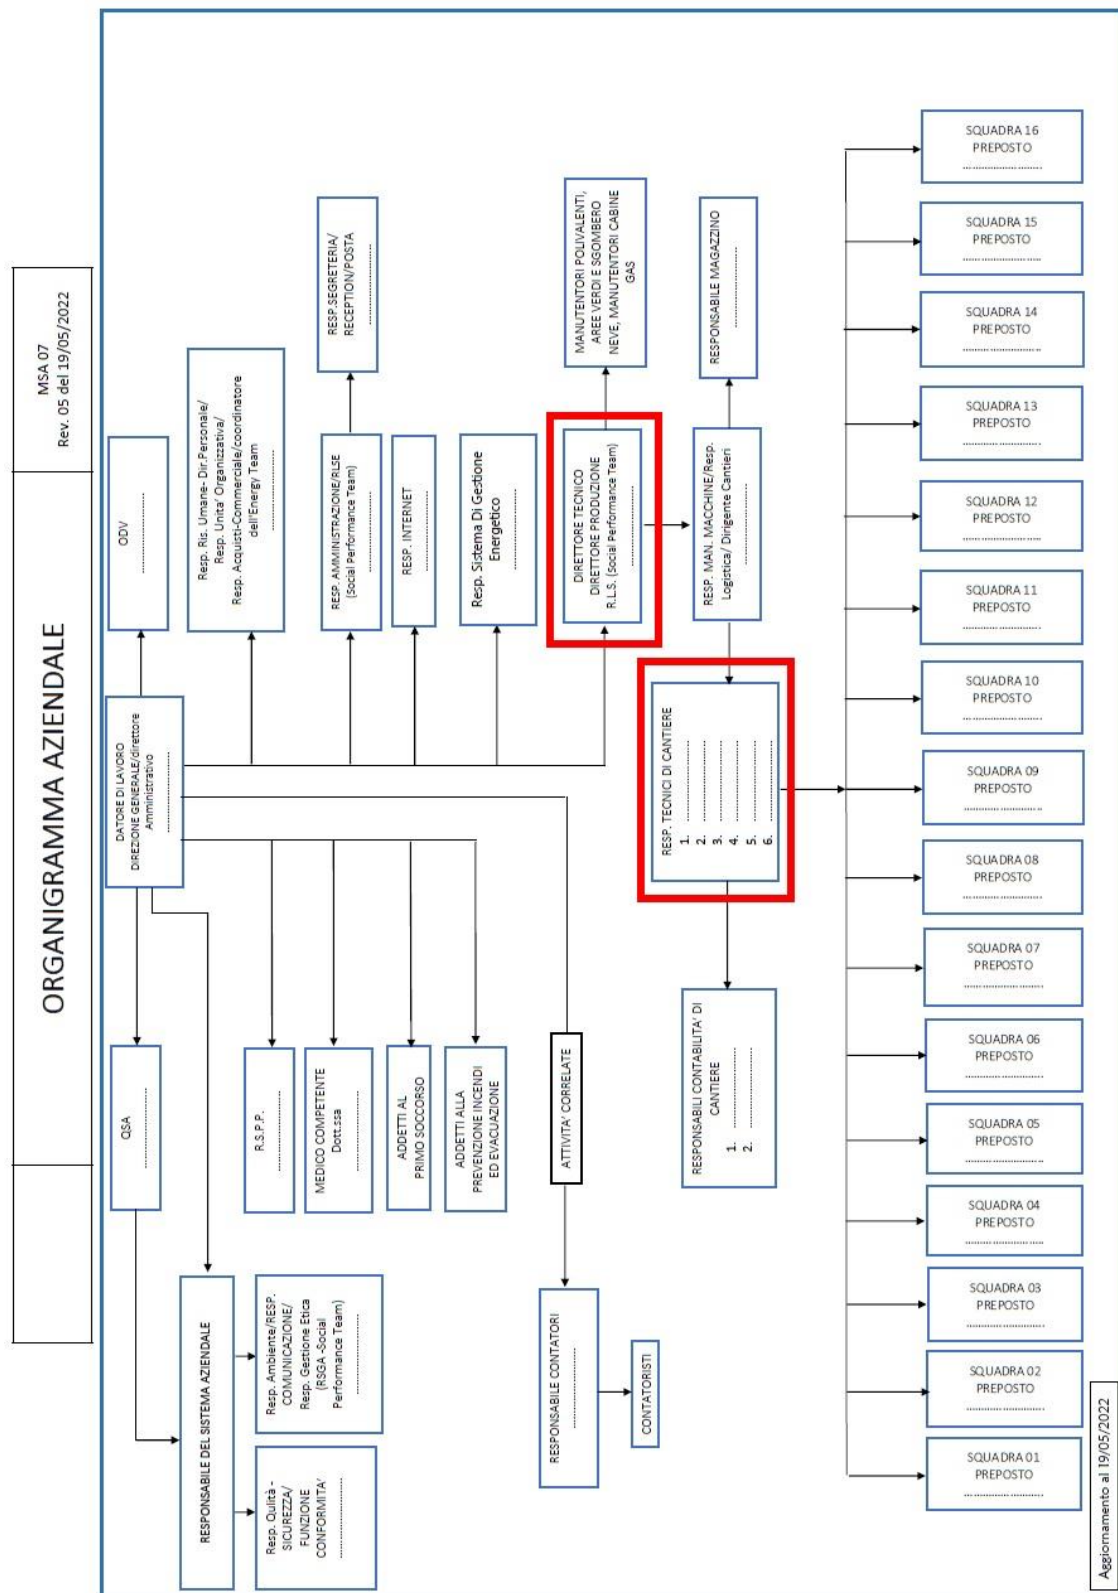 ORGANIGRAMMA AZIENDALE
MSA 07
Rev. 05 del 19/05/2022
DATORE DI LAVORO
DIREZIONE GENERALE/direttore
Amministrativo
..............................
ODV
..............................
QSA
..............................
RESPONSABILE DEL SISTEMA AZIENDALE
Resp. Qulità -
SICUREZZA/
FUNZIONE
CONFORMITA'
..............................
Resp. Ambiente/RESP.
COMUNICAZIONE/
Resp. Gestione Etica
(RSGA -Social
Performance Team)
..............................
R.S.P.P.
..............................
MEDICO COMPETENTE
Dott.ssa
..............................
ADDETTI AL
PRIMO SOCCORSO
ADDETTI ALLA
PREVENZIONE INCENDI
ED EVACUAZIONE
Resp. Ris. Umane- Dir.Personale/
Resp. Unita' Organizzativa/
Resp. Acquisti-Commerciale/coordinatore
dell'Energy Team
..............................
RESP. AMMINISTRAZIONE/RLSE
(Social Performance Team)
..............................
RESP.SEGRETERIA/
RECEPTION/POSTA
..............................
RESP. INTERNET
..............................
Resp. Sistema Di Gestione
Energetico
..............................
DIRETTORE TECNICO
DIRETTORE PRODUZIONE
R.L.S. (Social Performance Team)
..............................
MANUTENTORI POLIVALENTI,
AREE VERDI E SGOMBERO
NEVE, MANUTENTORI CABINE
GAS
ATTIVITA' CORRELATE
RESPONSABILE CONTATORI
..............................
CONTATORISTI
RESP. MAN. MACCHINE/Resp.
Logistica/ Dirigente Cantieri
..............................
RESPONSABILE MAGAZZINO
..............................
RESP. TECNICI DI CANTIERE
1. ..............................
2. ..............................
3. ..............................
4. ..............................
5. ..............................
6. ..............................
RESPONSABILI CONTABILITA' DI
CANTIERE
1. ..............................
2. ..............................
SQUADRA 01
PREPOSTO
..............................
SQUADRA 02
PREPOSTO
..............................
SQUADRA 03
PREPOSTO
..............................
SQUADRA 04
PREPOSTO
..............................
SQUADRA 05
PREPOSTO
..............................
SQUADRA 06
PREPOSTO
..............................
SQUADRA 07
PREPOSTO
..............................
SQUADRA 08
PREPOSTO
..............................
SQUADRA 09
PREPOSTO
..............................
SQUADRA 10
PREPOSTO
..............................
SQUADRA 11
PREPOSTO
..............................
SQUADRA 12
PREPOSTO
..............................
SQUADRA 13
PREPOSTO
..............................
SQUADRA 14
PREPOSTO
..............................
SQUADRA 15
PREPOSTO
..............................
SQUADRA 16
PREPOSTO
..............................
Aggiornamento al 19/05/2022